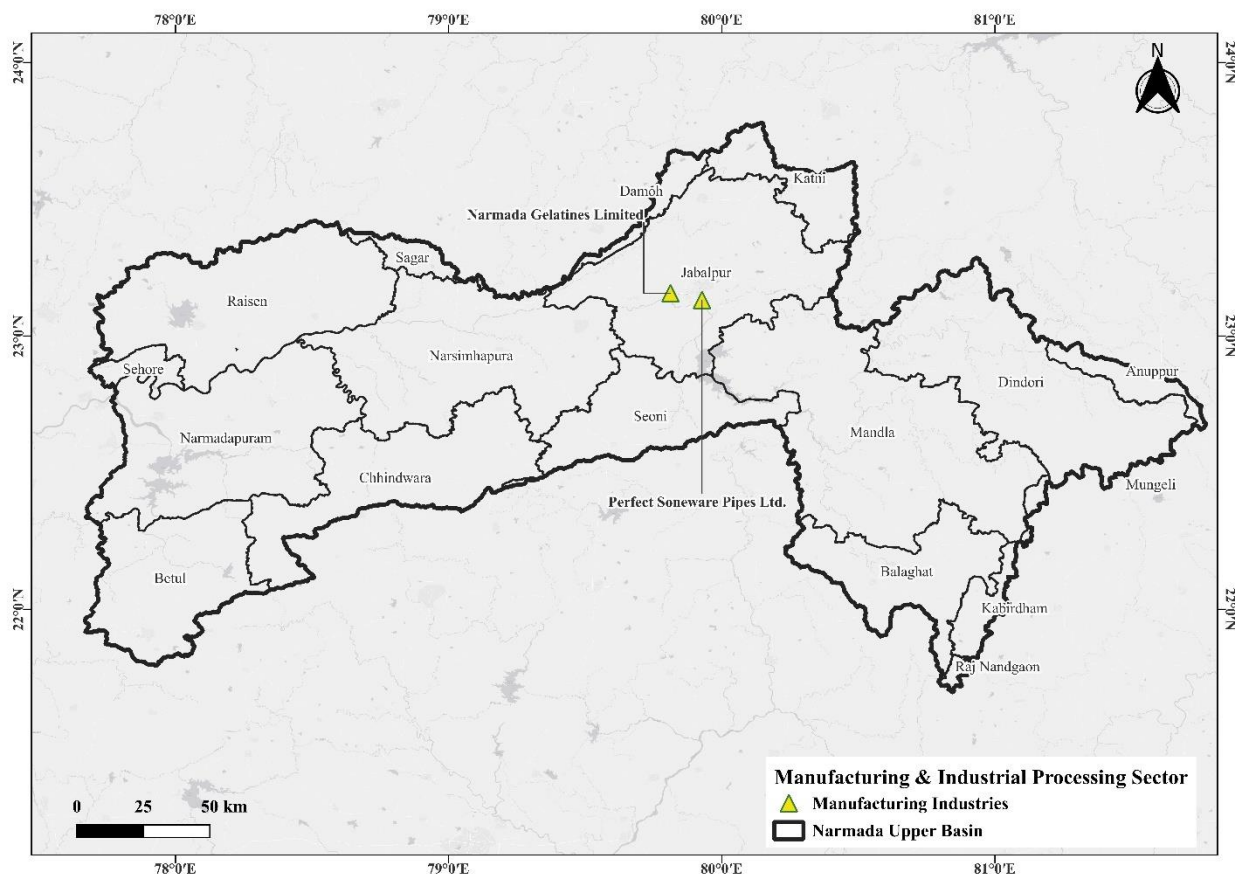 78°0'E 79°0'E 80°0'E 81°0'E
24°0'N 24°0'N
N
Katni
Damoh
Narmada Gelatines Limited
Sagar
Jabalpur
Raisen
23°0'N 23°0'N
Narsimhapura
Sehore
Anuppur
Dindori
Seoni
Mandla
Narmadapuram
Chhindwara
Mungeli
Perfect Soneware Pipes Ltd.
Betul
Balaghat
22°0'N 22°0'N
Kabirdham
Raj Nandgaon
Manufacturing & Industrial Processing Sector
Manufacturing Industries
Narmada Upper Basin
0 25 50 km
78°0'E 79°0'E 80°0'E 81°0'E